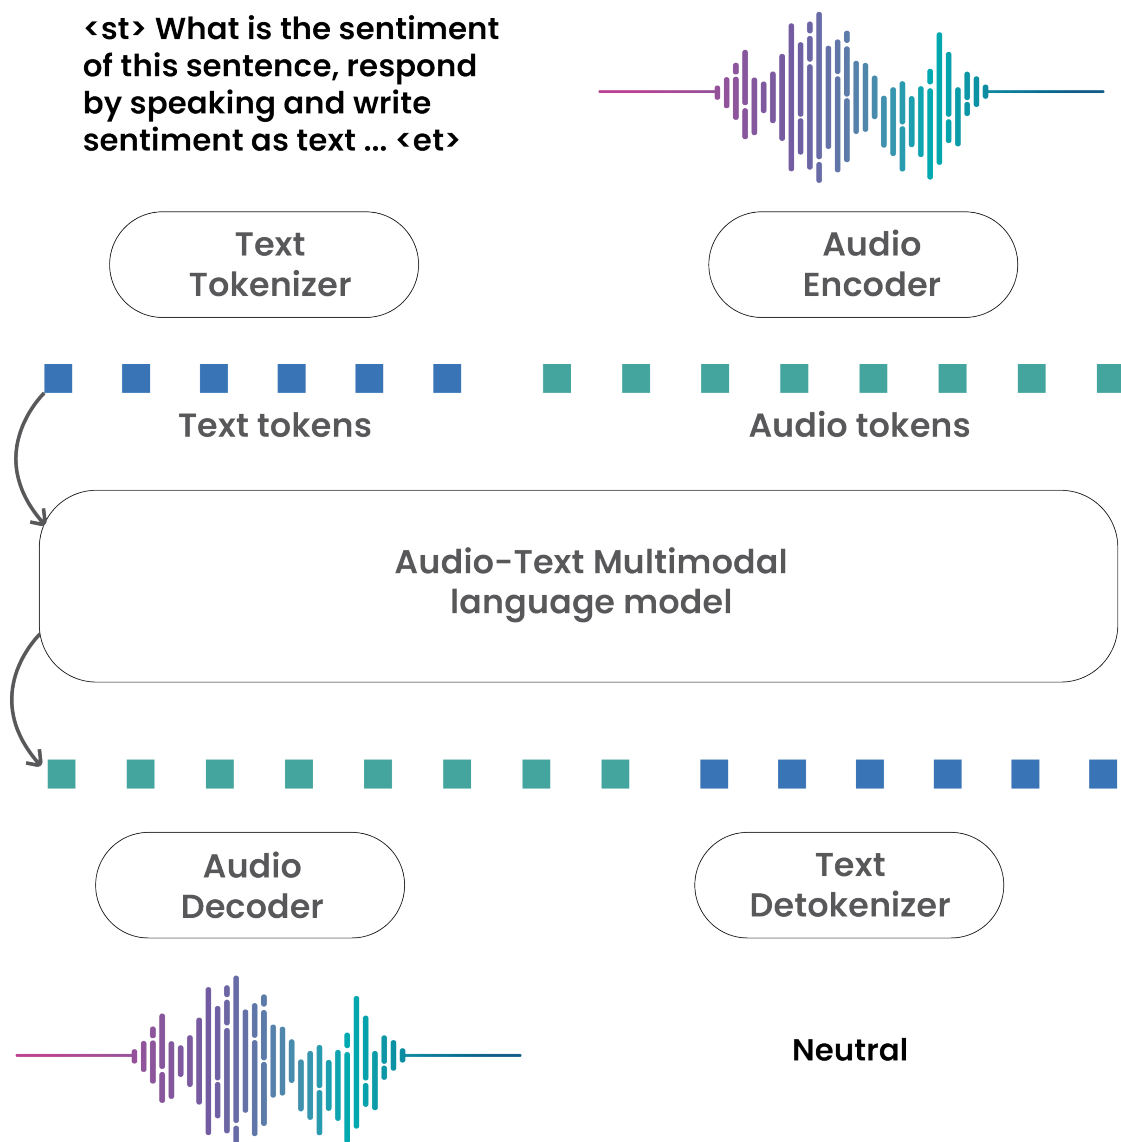 <st> What is the sentiment
of this sentence, respond
by speaking and write
sentiment as text ... <et>
Text
Tokenizer
Audio
Encoder
Text tokens
Audio tokens
Audio-Text Multimodal
language model
Audio
Decoder
Text
Detokenizer
Neutral